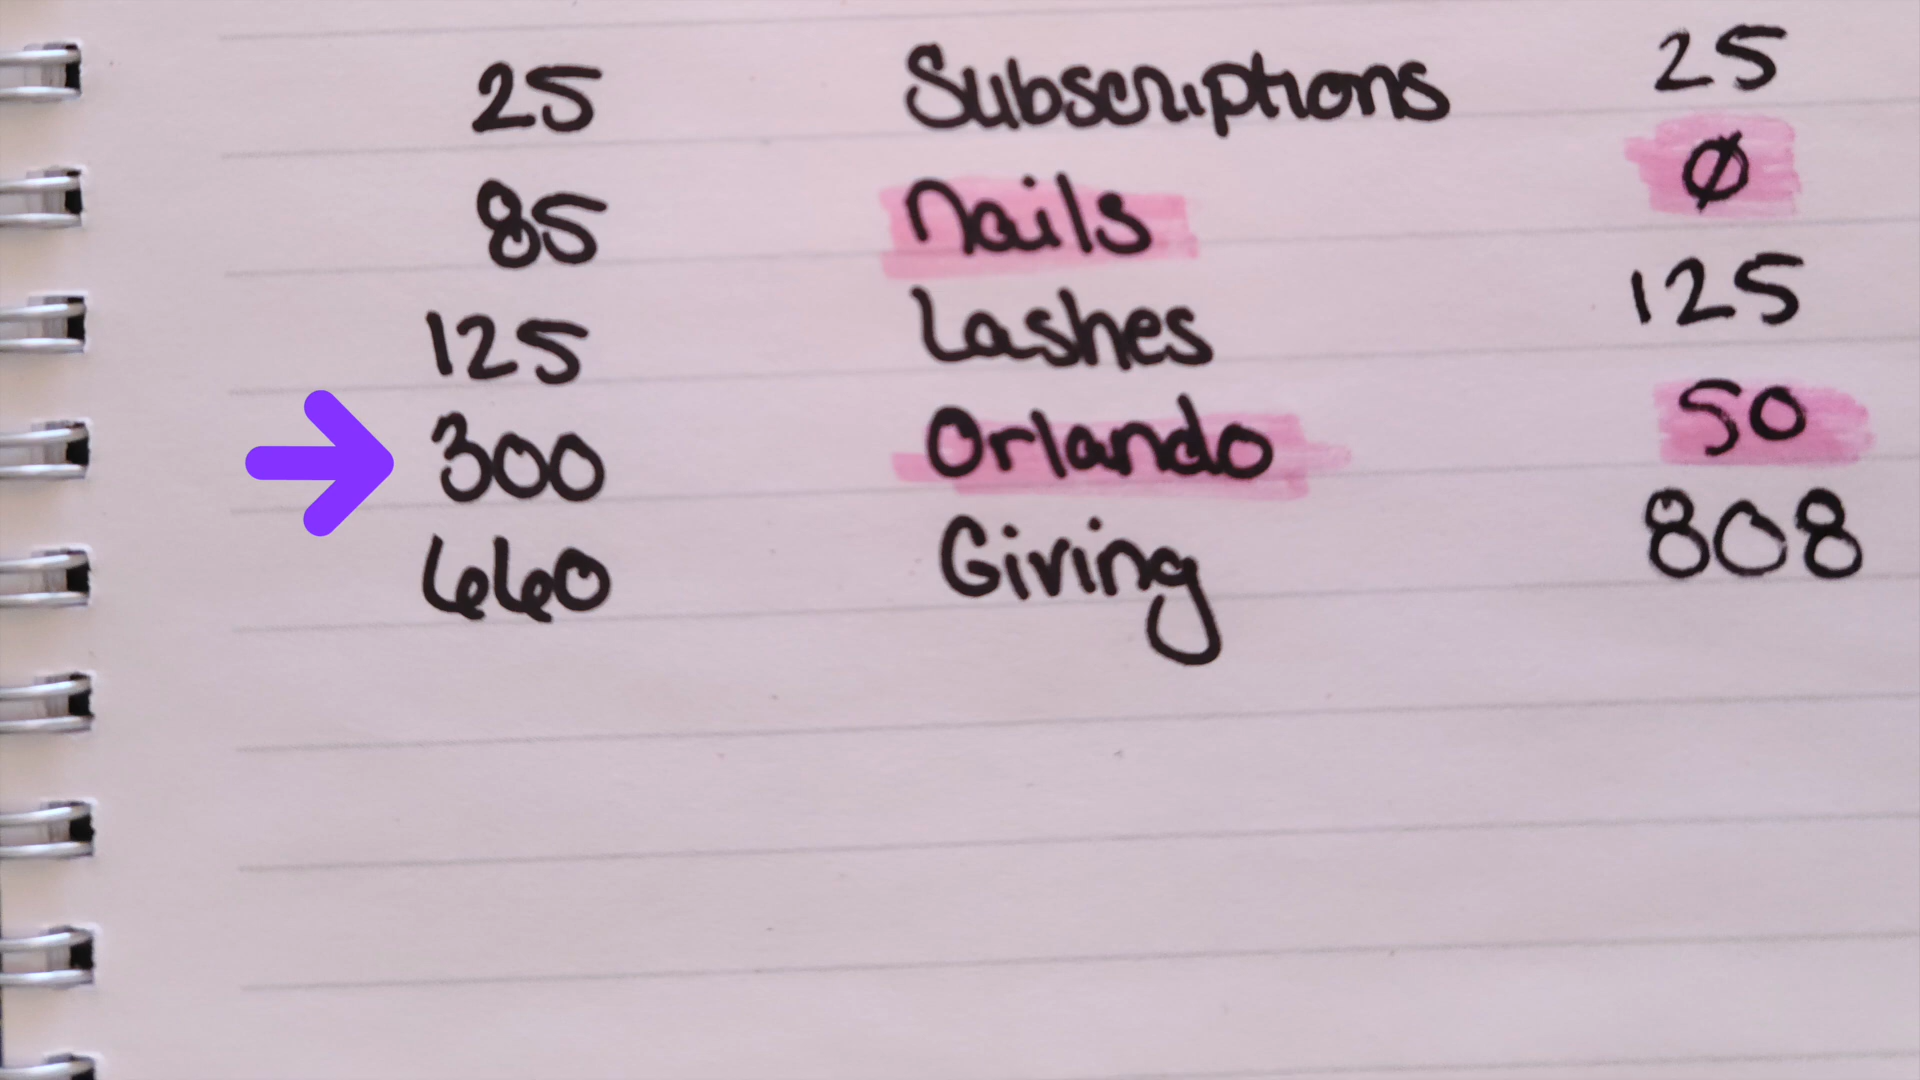 25 Subscriptions 25
85 Nails Ø
125 Lashes 125
300 Orlando 50
660 Giving 808